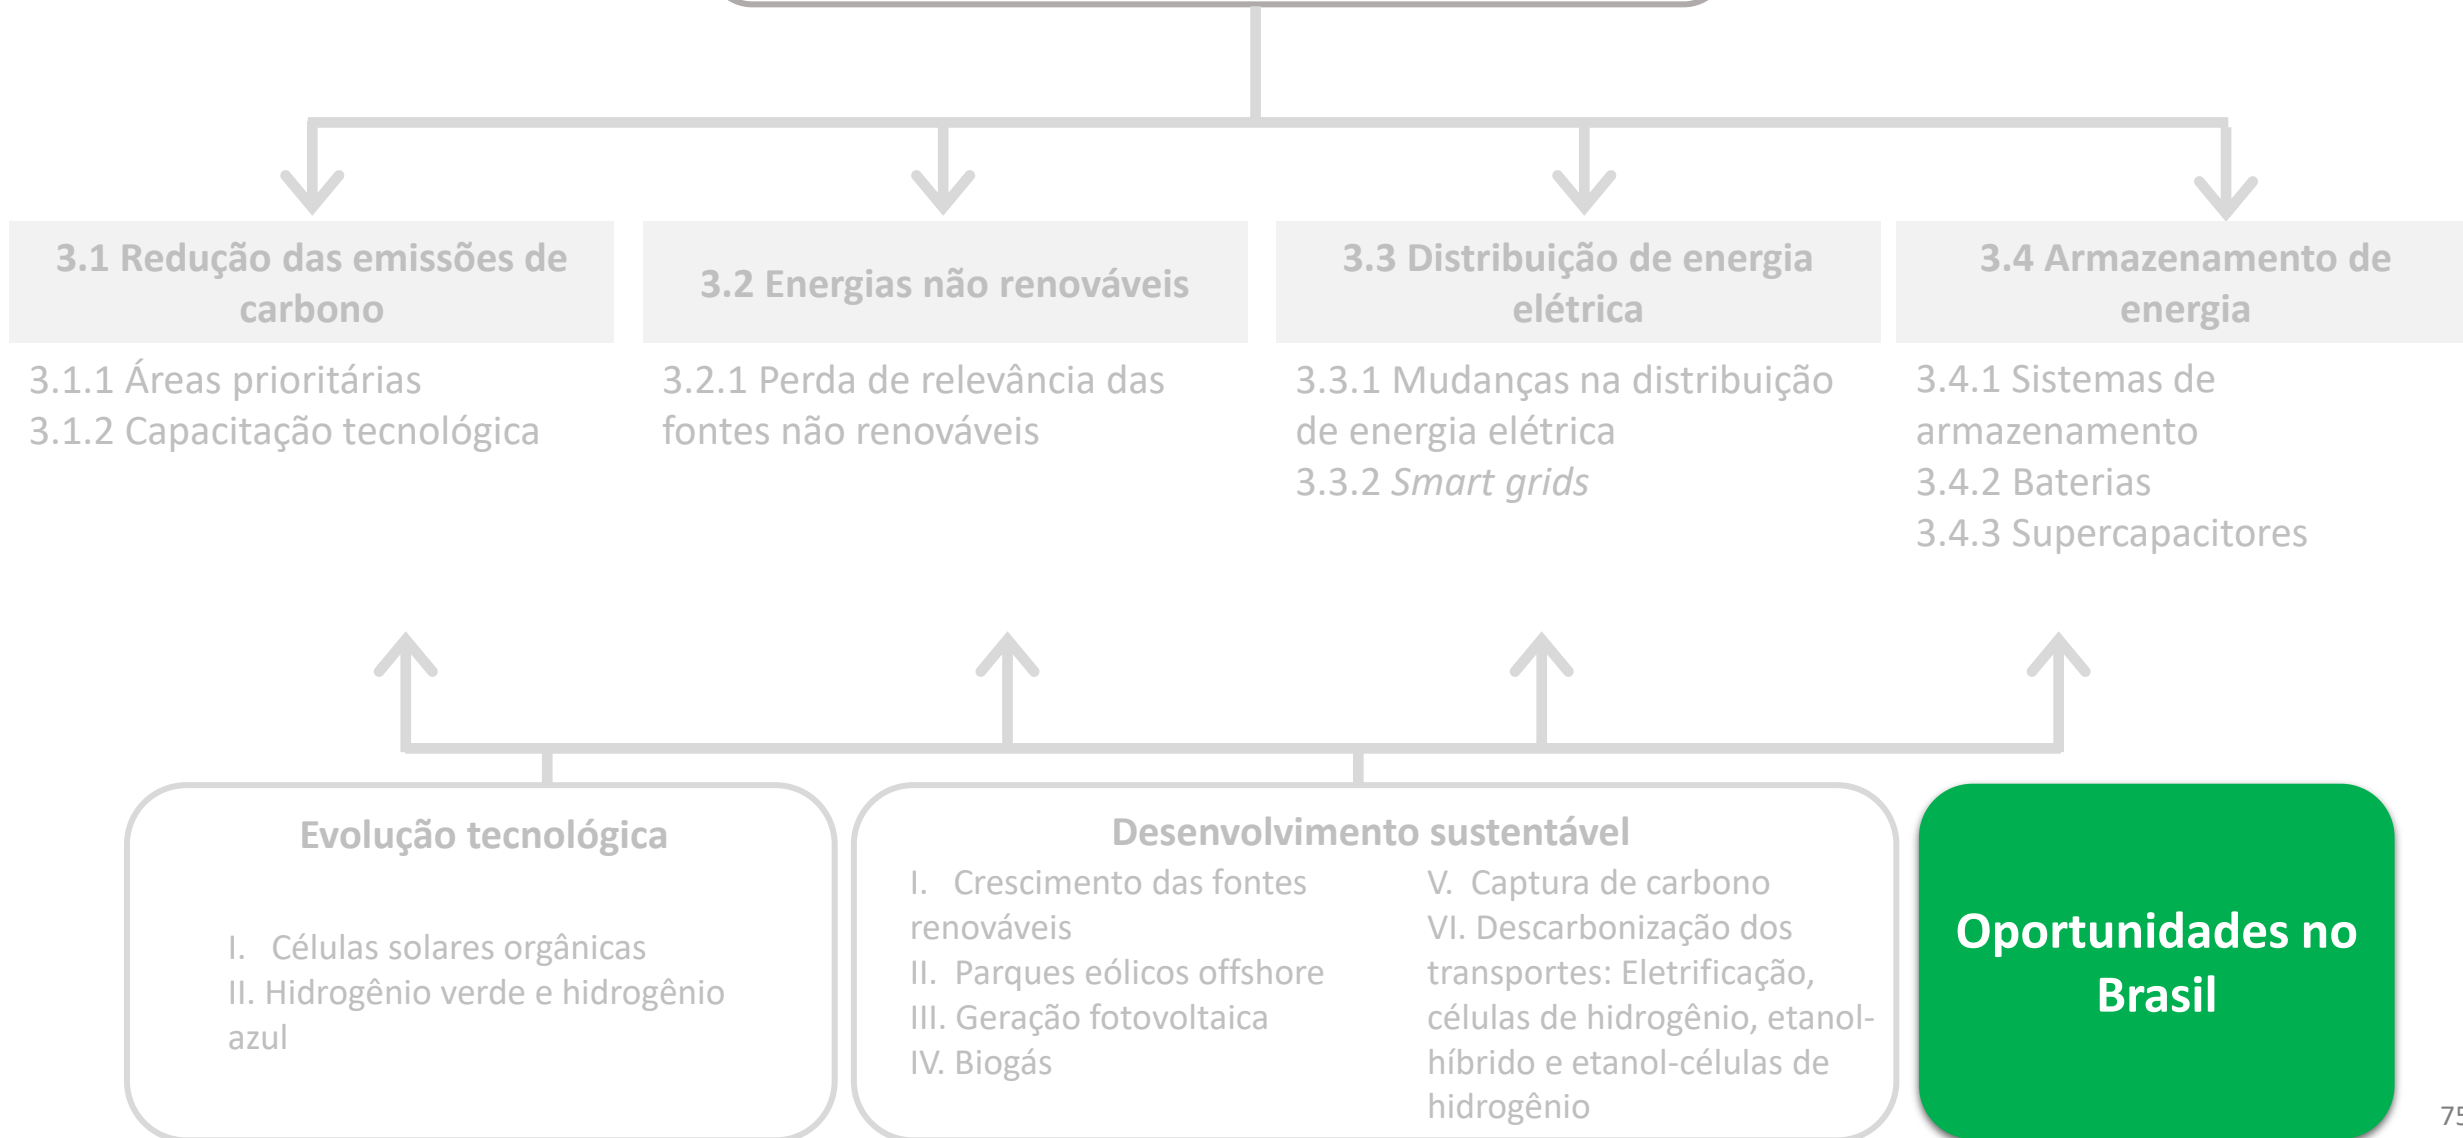 3.1 Redução das emissões de
carbono
3.1.1 Áreas prioritárias
3.1.2 Capacitação tecnológica
3.2 Energias não renováveis
3.2.1 Perda de relevância das
fontes não renováveis
3.3 Distribuição de energia
elétrica
3.3.1 Mudanças na distribuição
de energia elétrica
3.3.2 Smart grids
3.4 Armazenamento de
energia
3.4.1 Sistemas de
armazenamento
3.4.2 Baterias
3.4.3 Supercapacitores
Evolução tecnológica
I. Células solares orgânicas
II. Hidrogênio verde e hidrogênio
azul
Desenvolvimento sustentável
I. Crescimento das fontes
renováveis
II. Parques eólicos offshore
III. Geração fotovoltaica
IV. Biogás
V. Captura de carbono
VI. Descarbonização dos
transportes: Eletrificação,
células de hidrogênio, etanol-
híbrido e etanol-células de
hidrogênio
Oportunidades no
Brasil
75